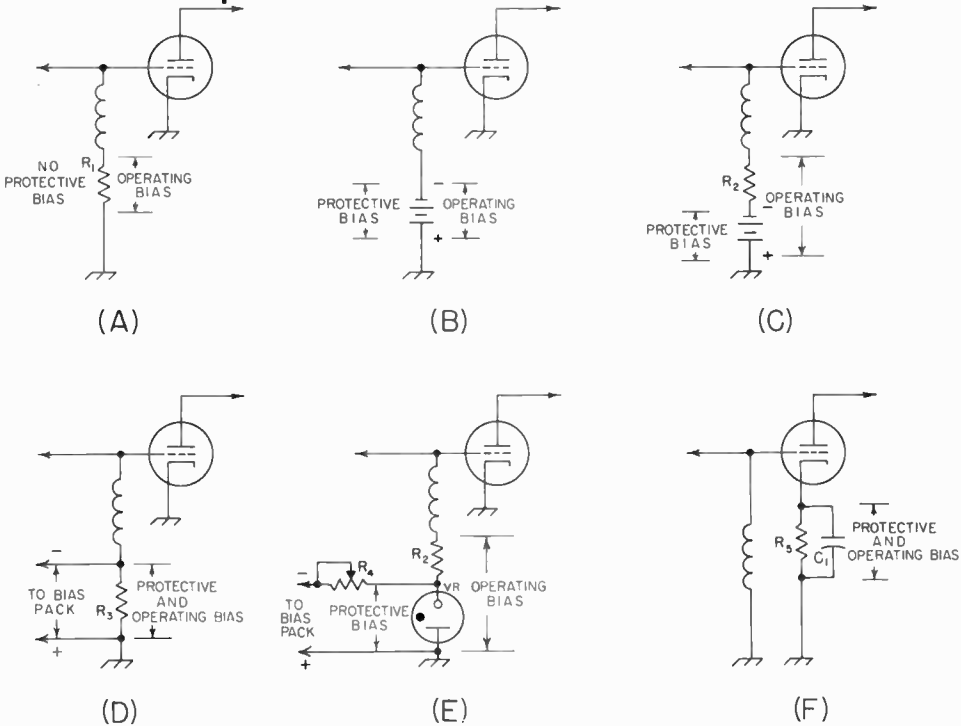 NO
PROTECTIVE
BIAS
R1
OPERATING
BIAS
(A)
PROTECTIVE
BIAS
-
+
OPERATING
BIAS
(B)
R2
PROTECTIVE
BIAS
-
+
OPERATING
BIAS
(C)
-
TO BIAS
PACK
+
R3
PROTECTIVE
AND
OPERATING BIAS
(D)
-
R4
TO
BIAS
PACK
+
PROTECTIVE
BIAS
R2
VR
OPERATING
BIAS
(E)
R5
C1
PROTECTIVE
AND
OPERATING BIAS
(F)